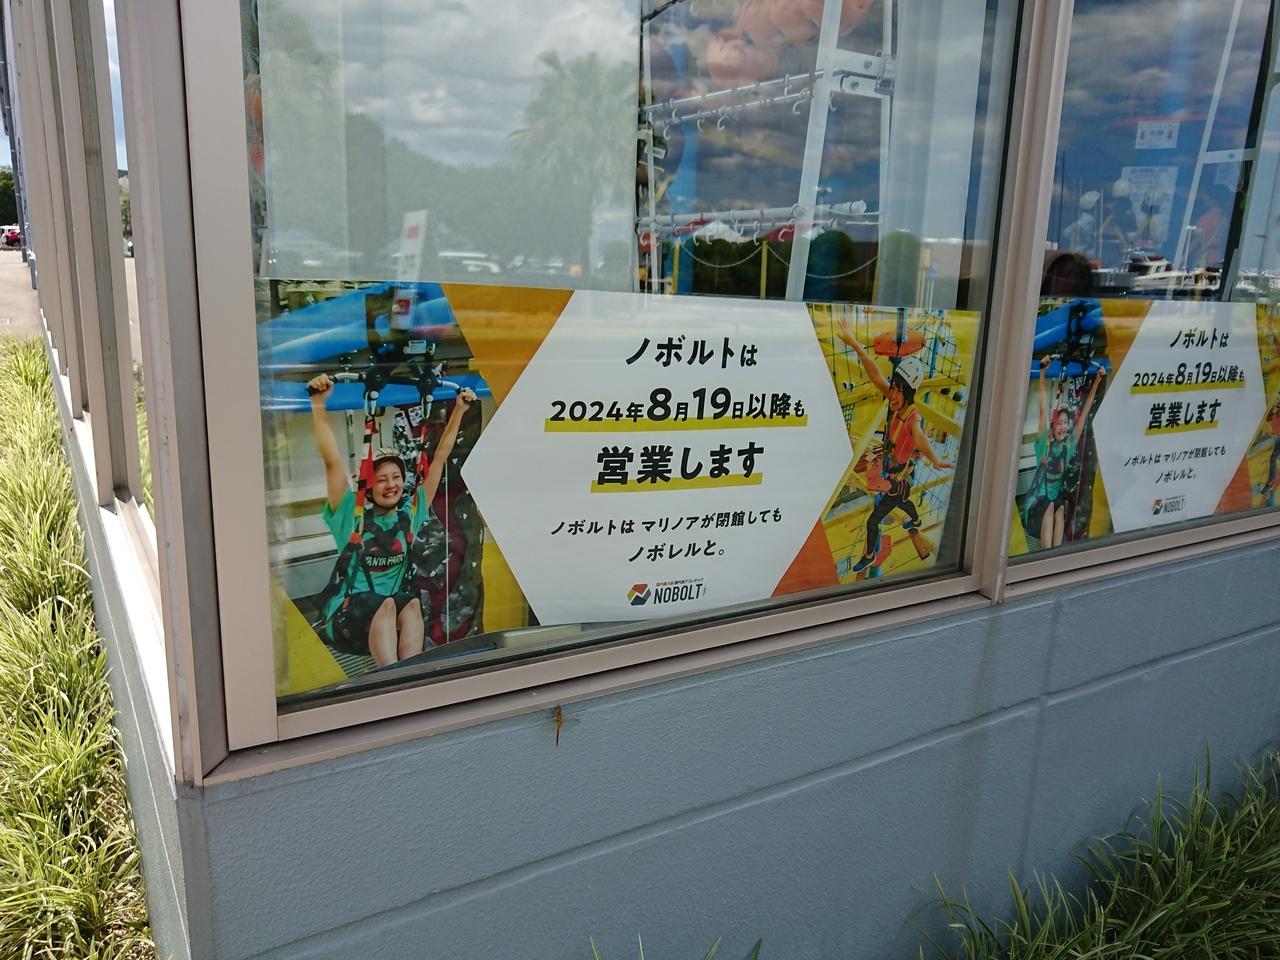 ノボルトは
2024年8月19日以降も
営業します
ノボルトは マリノアが閉館しても
ノボレルと。
NOBOLT
ノボルトは
2024年8月19日以降も
営業します
ノボルトは マリノアが閉館しても
ノボレルと。
NOBOLT